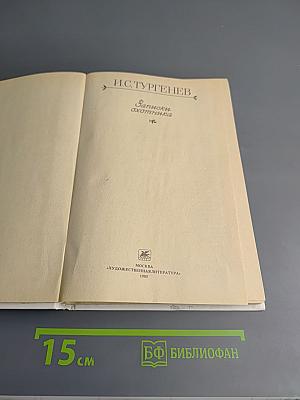 И.С.ТУРГЕНЕВ
Записки
охотника
МОСКВА
«ХУДОЖЕСТВЕННАЯ ЛИТЕРАТУРА»
15 см
БФ БИБЛИОФАН